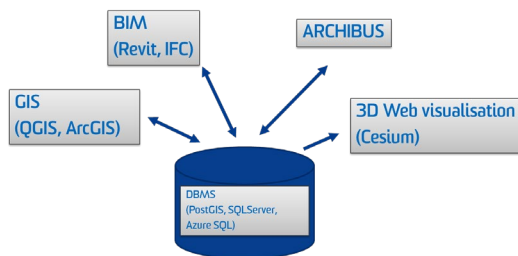 BIM
(Revit, IFC)
ARCHIBUS
GIS
(QGIS, ArcGIS)
3D Web visualisation
(Cesium)
DBMS
(PostGIS, SQLServer,
Azure SQL)